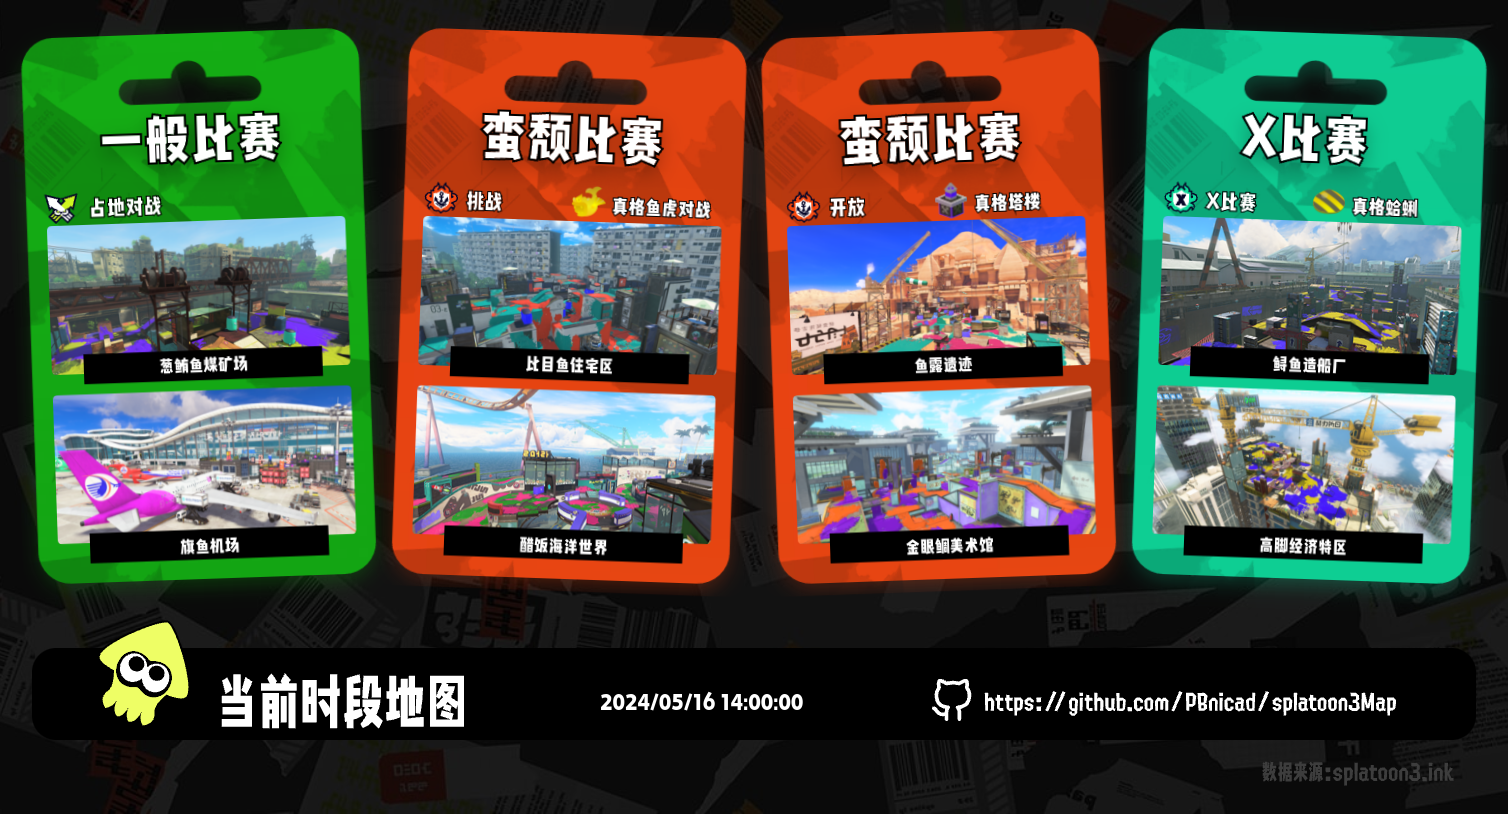 一般比赛
占地对战
葱鲔鱼煤矿场
旗鱼机场
蛮颓比赛
挑战
真格鱼虎对战
比目鱼住宅区
醋饭海洋世界
蛮颓比赛
开放
真格塔楼
鱼露遗迹
金眼鲷美术馆
X比赛
X比赛
真格蛤蜊
鲟鱼造船厂
高脚经济特区
当前时段地图
2024/05/16 14:00:00
https://github.com/PBnicad/splatoon3Map
数据来源:splatoon3.ink